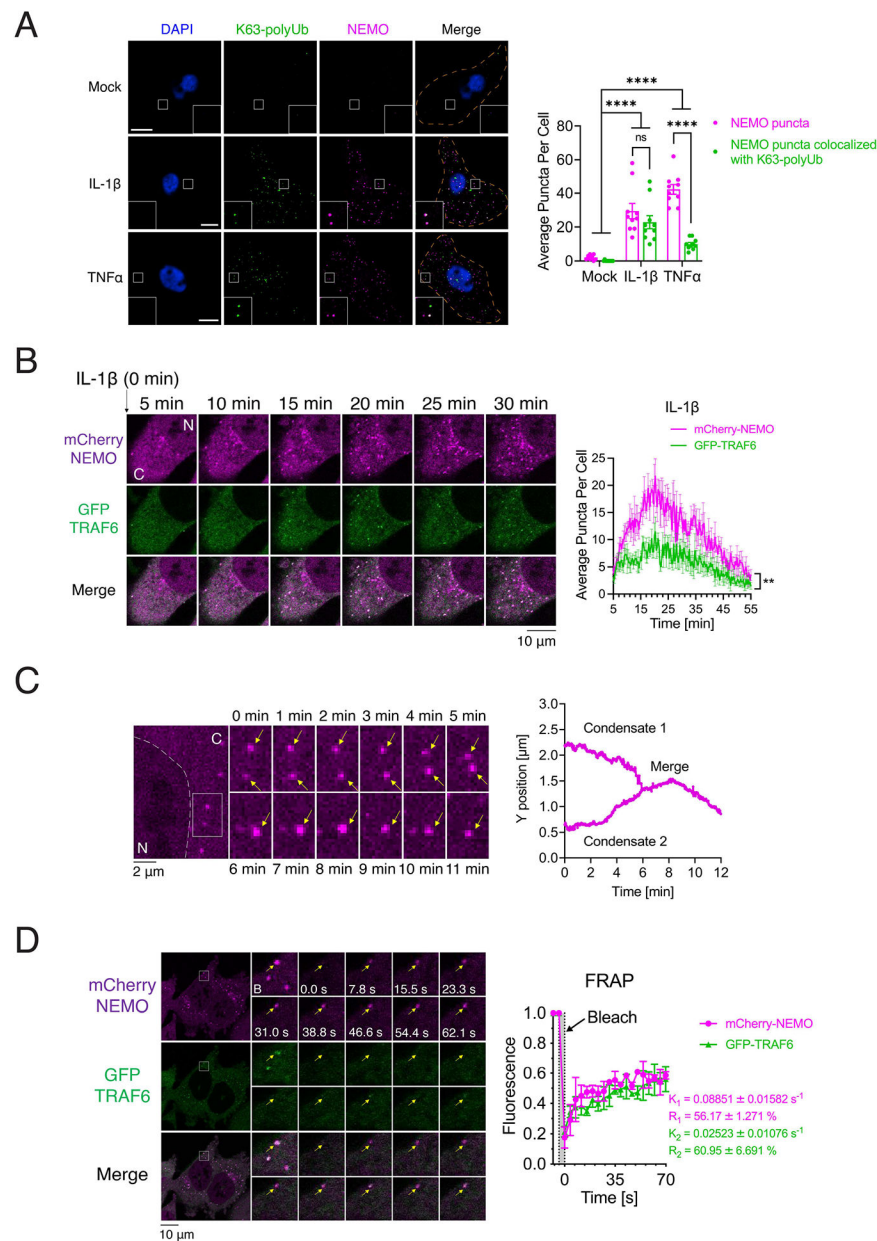 A
DAPI K63-polyUb NEMO Merge
Mock
IL-1β
TNFα
****
****
****
ns
NEMO puncta
NEMO puncta colocalized
with K63-polyUb
Average Puncta Per Cell
80
60
40
20
0
Mock IL-1β TNFα
B
IL-1β (0 min)
5 min 10 min 15 min 20 min 25 min 30 min
mCherry
NEMO
N
C
GFP
TRAF6
Merge
10 μm
IL-1β
mCherry-NEMO
GFP-TRAF6
Average Puncta Per Cell
25
20
15
10
5
0
**
5 15 25 35 45 55
Time [min]
C
C
N
2 μm
0 min 1 min 2 min 3 min 4 min 5 min
6 min 7 min 8 min 9 min 10 min 11 min
Y position [μm]
3.0
2.5
2.0
1.5
1.0
0.5
0.0
Condensate 1
Merge
Condensate 2
0 2 4 6 8 10 12
Time [min]
D
mCherry
NEMO
B 0.0 s 7.8 s 15.5 s 23.3 s
31.0 s 38.8 s 46.6 s 54.4 s 62.1 s
GFP
TRAF6
Merge
10 μm
FRAP
Bleach
mCherry-NEMO
GFP-TRAF6
Fluorescence
1.0
0.8
0.6
0.4
0.2
0.0
K₁ = 0.08851 ± 0.01582 s⁻¹
R₁ = 56.17 ± 1.271 %
K₂ = 0.02523 ± 0.01076 s⁻¹
R₂ = 60.95 ± 6.691 %
0 35 70
Time [s]